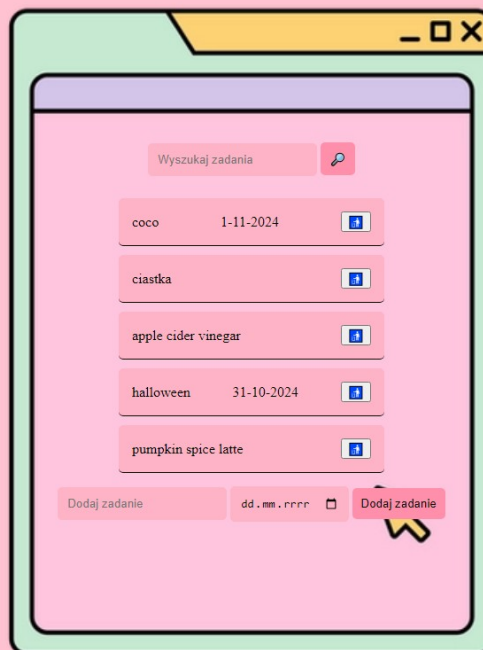 Wyszukaj zadania
coco 1-11-2024
ciastka
apple cider vinegar
halloween 31-10-2024
pumpkin spice latte
Dodaj zadanie dd.mm.rrrr Dodaj zadanie